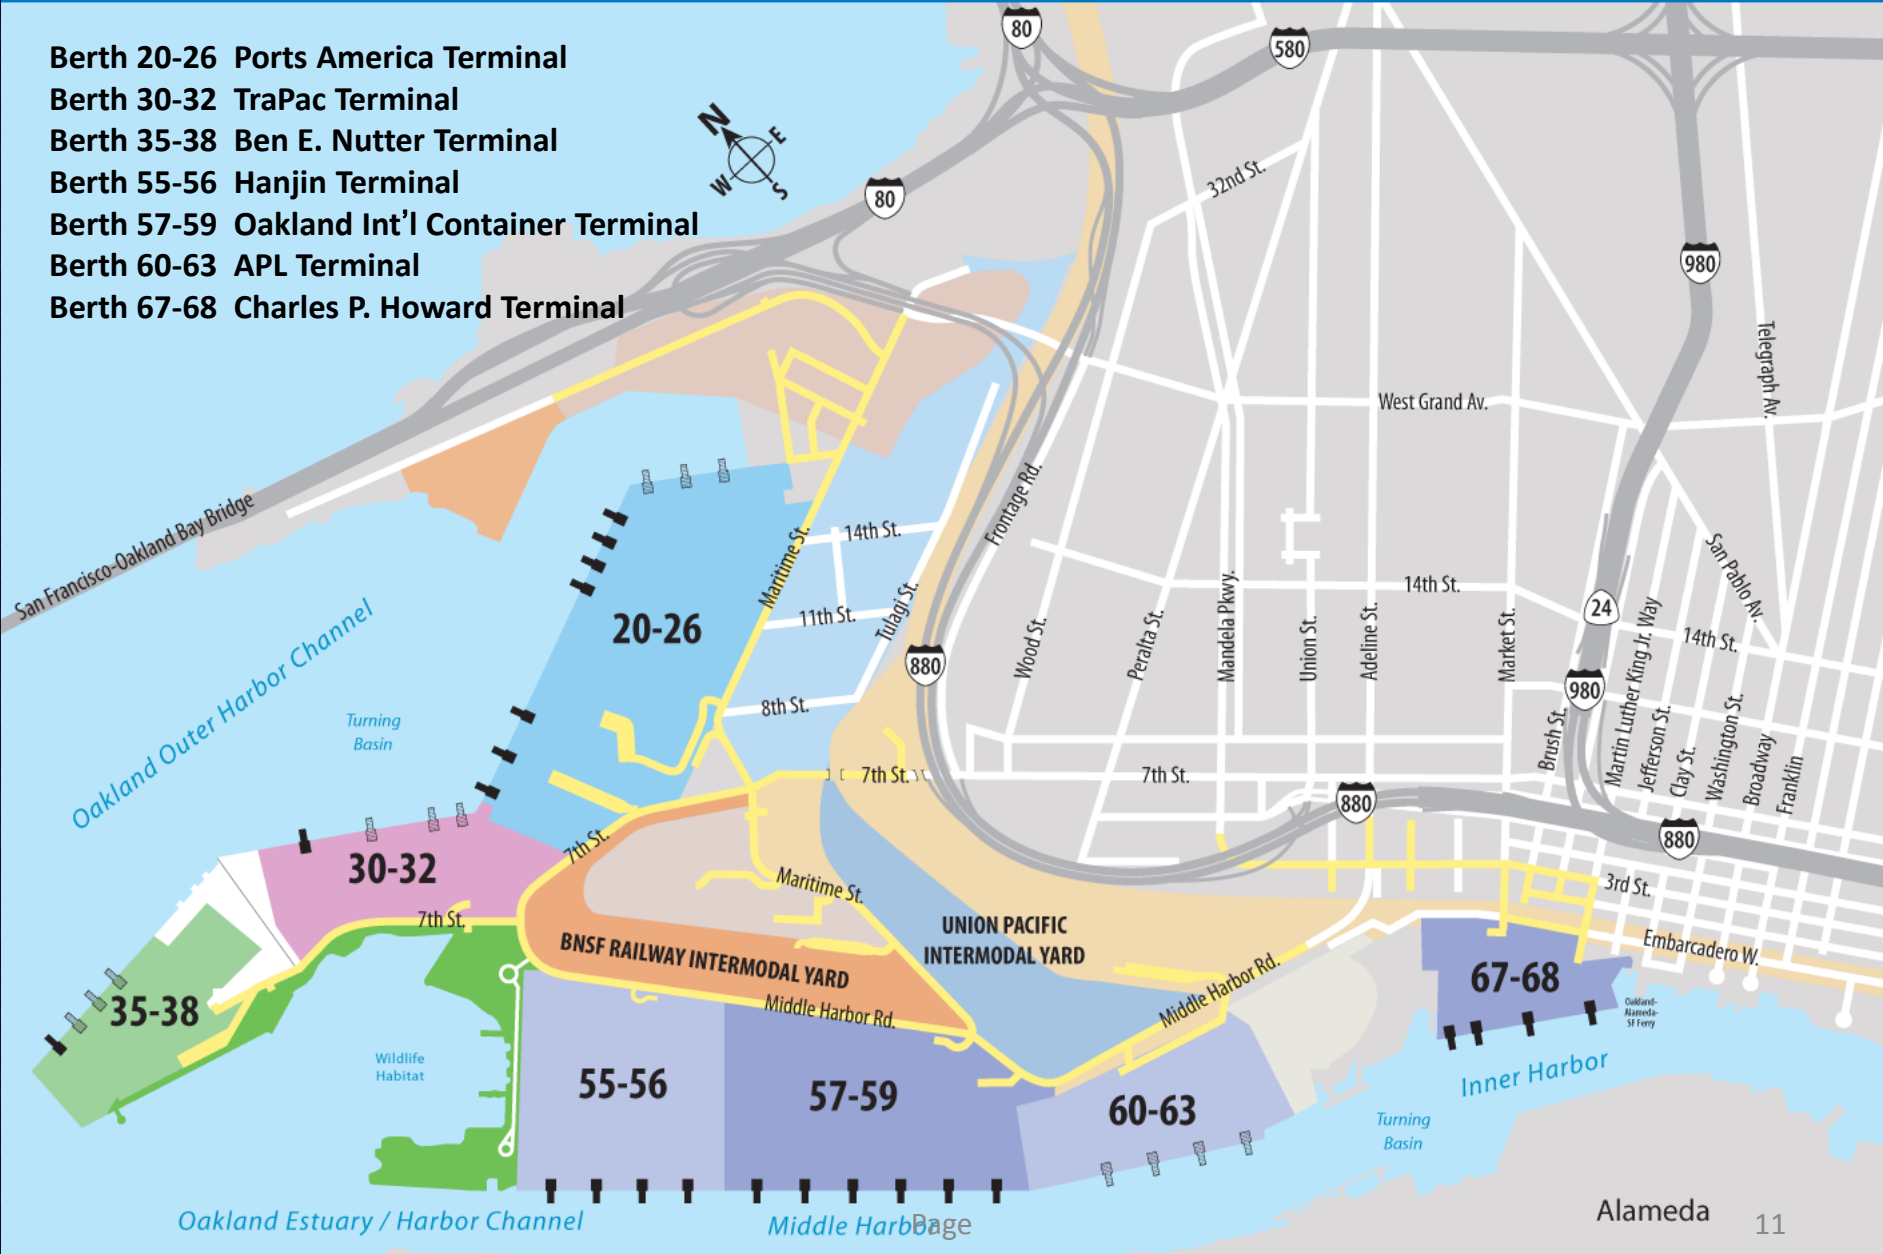 Berth 20-26 Ports America Terminal
Berth 30-32 TraPac Terminal
Berth 35-38 Ben E. Nutter Terminal
Berth 55-56 Hanjin Terminal
Berth 57-59 Oakland Int’l Container Terminal
Berth 60-63 APL Terminal
Berth 67-68 Charles P. Howard Terminal
80
580
N
E
W
S
80
32nd St.
980
Telegraph Av.
West Grand Av.
San Francisco-Oakland Bay Bridge
Frontage Rd.
Maritime St.
14th St.
San Pablo Av.
14th St.
11th St.
Tulagi St.
20-26
24
14th St.
Oakland Outer Harbor Channel
Turning
Basin
880
Wood St.
Peralta St.
Mandela Pkwy.
Union St.
Adeline St.
Market St.
980
8th St.
Brush St.
Martin Luther King Jr. Way
Jefferson St.
Clay St.
Washington St.
Broadway
Franklin
7th St.
7th St.
880
880
7th St.
30-32
Maritime St.
3rd St.
7th St.
UNION PACIFIC
INTERMODAL YARD
BNSF RAILWAY INTERMODAL YARD
Embarcadero W.
Middle Harbor Rd.
67-68
35-38
Middle Harbor Rd.
Oakland-
Alameda-
SF Ferry
Wildlife
Habitat
55-56
57-59
60-63
Inner Harbor
Turning
Basin
Oakland Estuary / Harbor Channel
Middle Harbor
Page
11
Alameda